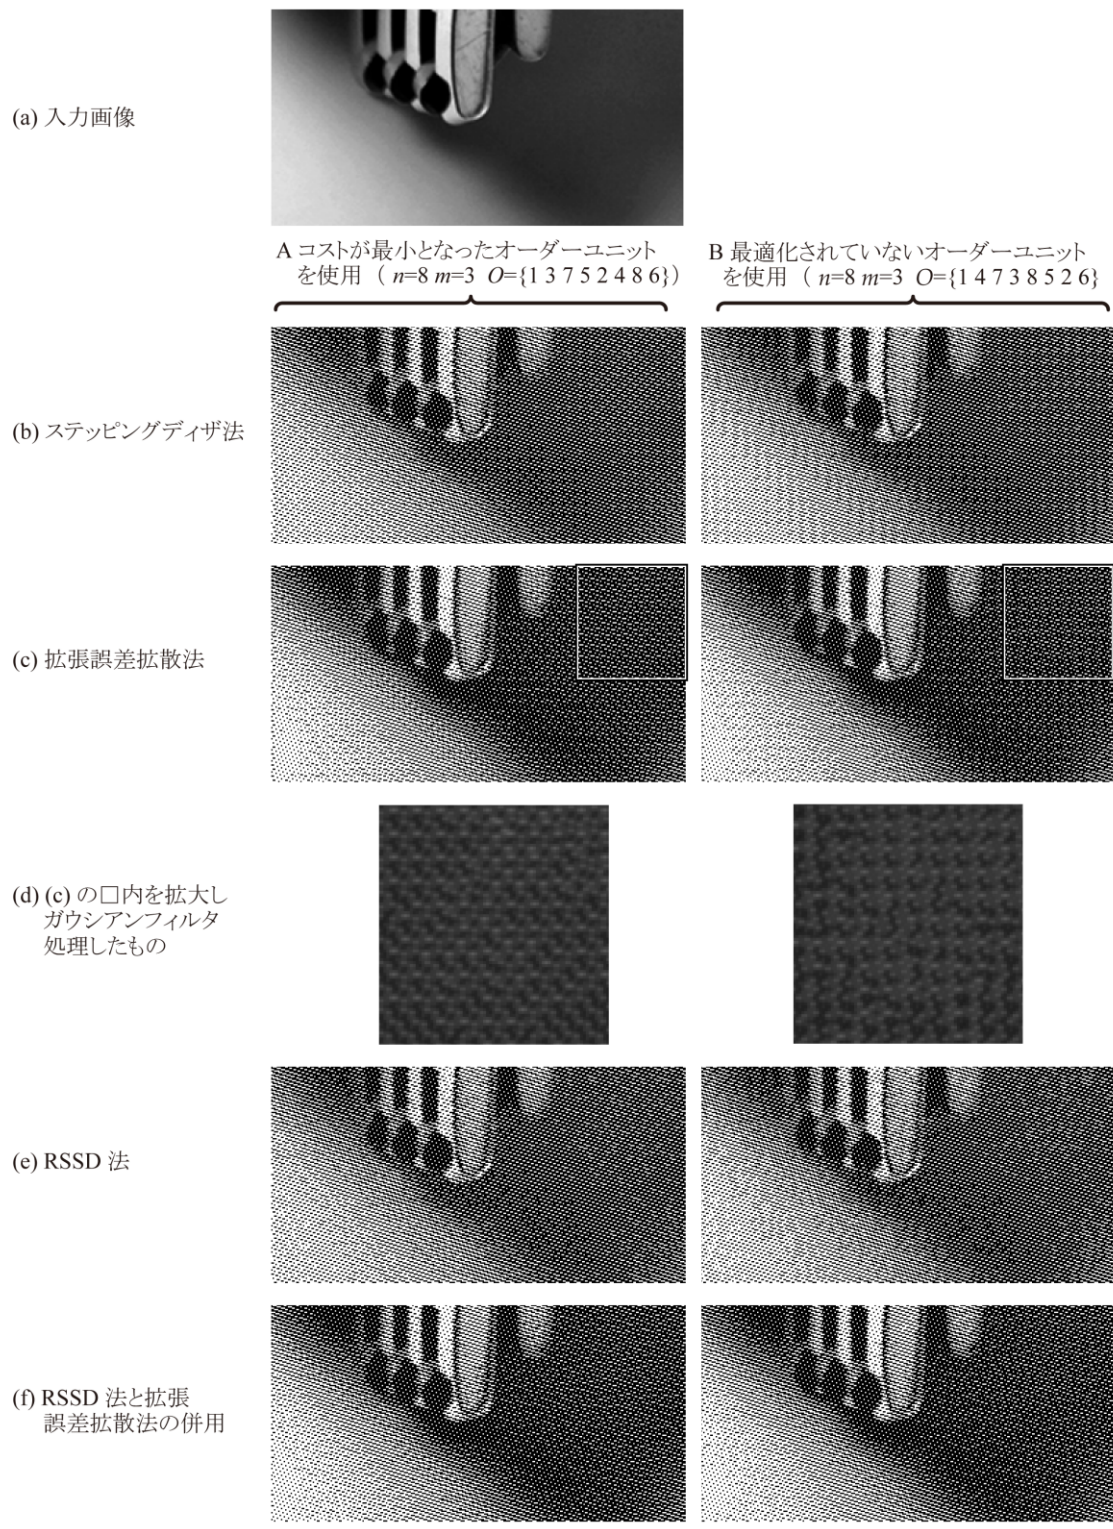 (a) 入力画像
A コストが最小となったオーダーユニット
を使用 （ n=8 m=3 O={1 3 7 5 2 4 8 6}）
B 最適化されていないオーダーユニット
を使用 （ n=8 m=3 O={1 4 7 3 8 5 2 6}
(b) ステッピングディザ法
(c) 拡張誤差拡散法
(d) (c) の□内を拡大し
ガウシアンフィルタ
処理したもの
(e) RSSD 法
(f) RSSD 法と拡張
誤差拡散法の併用